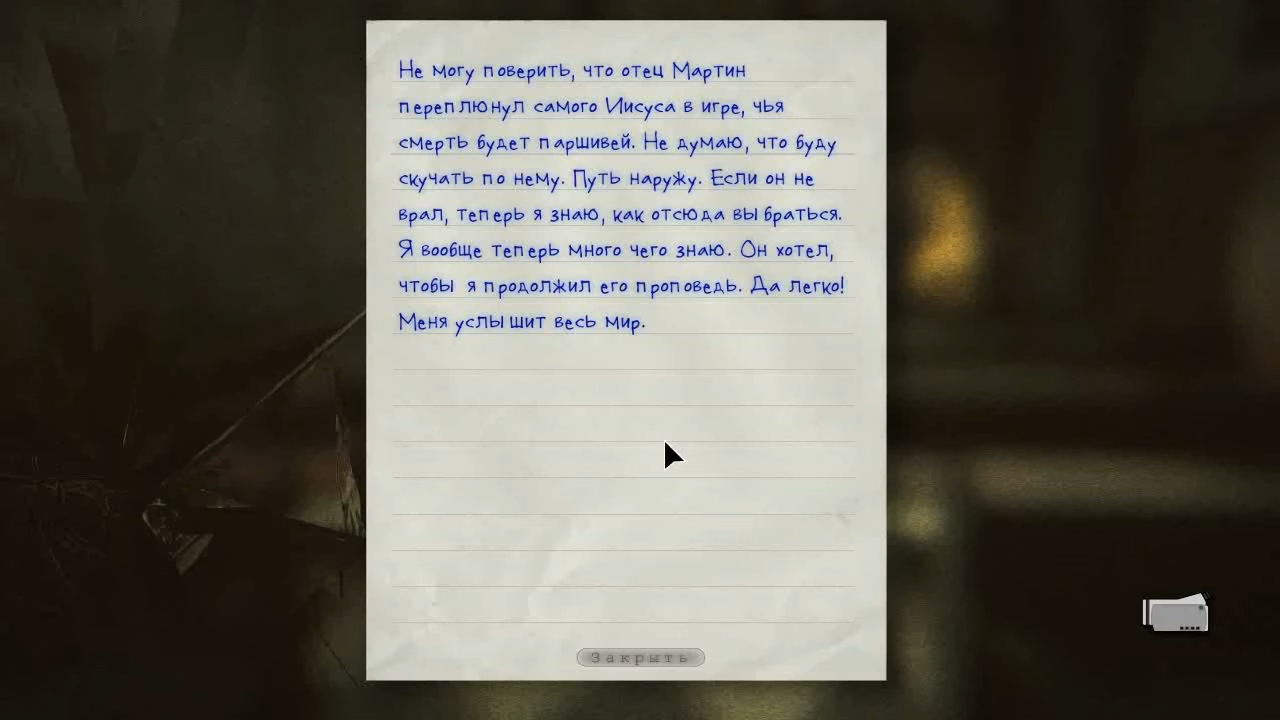 Не могу поверить, что отец Мартин
переплюнул самого Иисуса в игре, чья
смерть будет паршивей. Не думаю, что буду
скучать по нему. Путь наружу. Если он не
врал, теперь я знаю, как отсюда выбраться.
Я вообще теперь много чего знаю. Он хотел,
чтобы я продолжил его проповедь. Да легко!
Меня услышит весь мир.
Закрыть